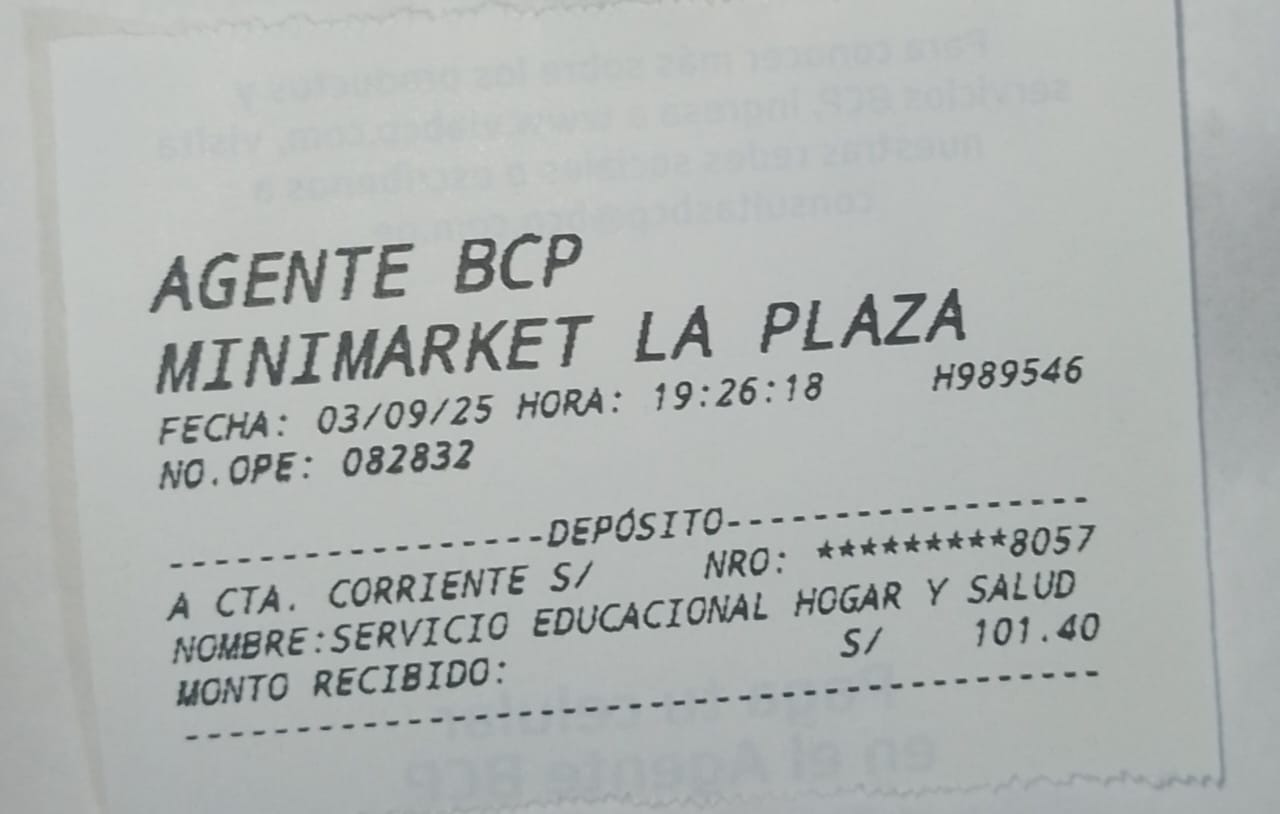 AGENTE BCP
MINIMARKET LA PLAZA
FECHA: 03/09/25 HORA: 19:26:18 H989546
NO.OPE: 082832
-----------------DEPÓSITO-----------------
A CTA. CORRIENTE S/ NRO: *********8057
NOMBRE:SERVICIO EDUCACIONAL HOGAR Y SALUD
MONTO RECIBIDO: S/ 101.40
------------------------------------------